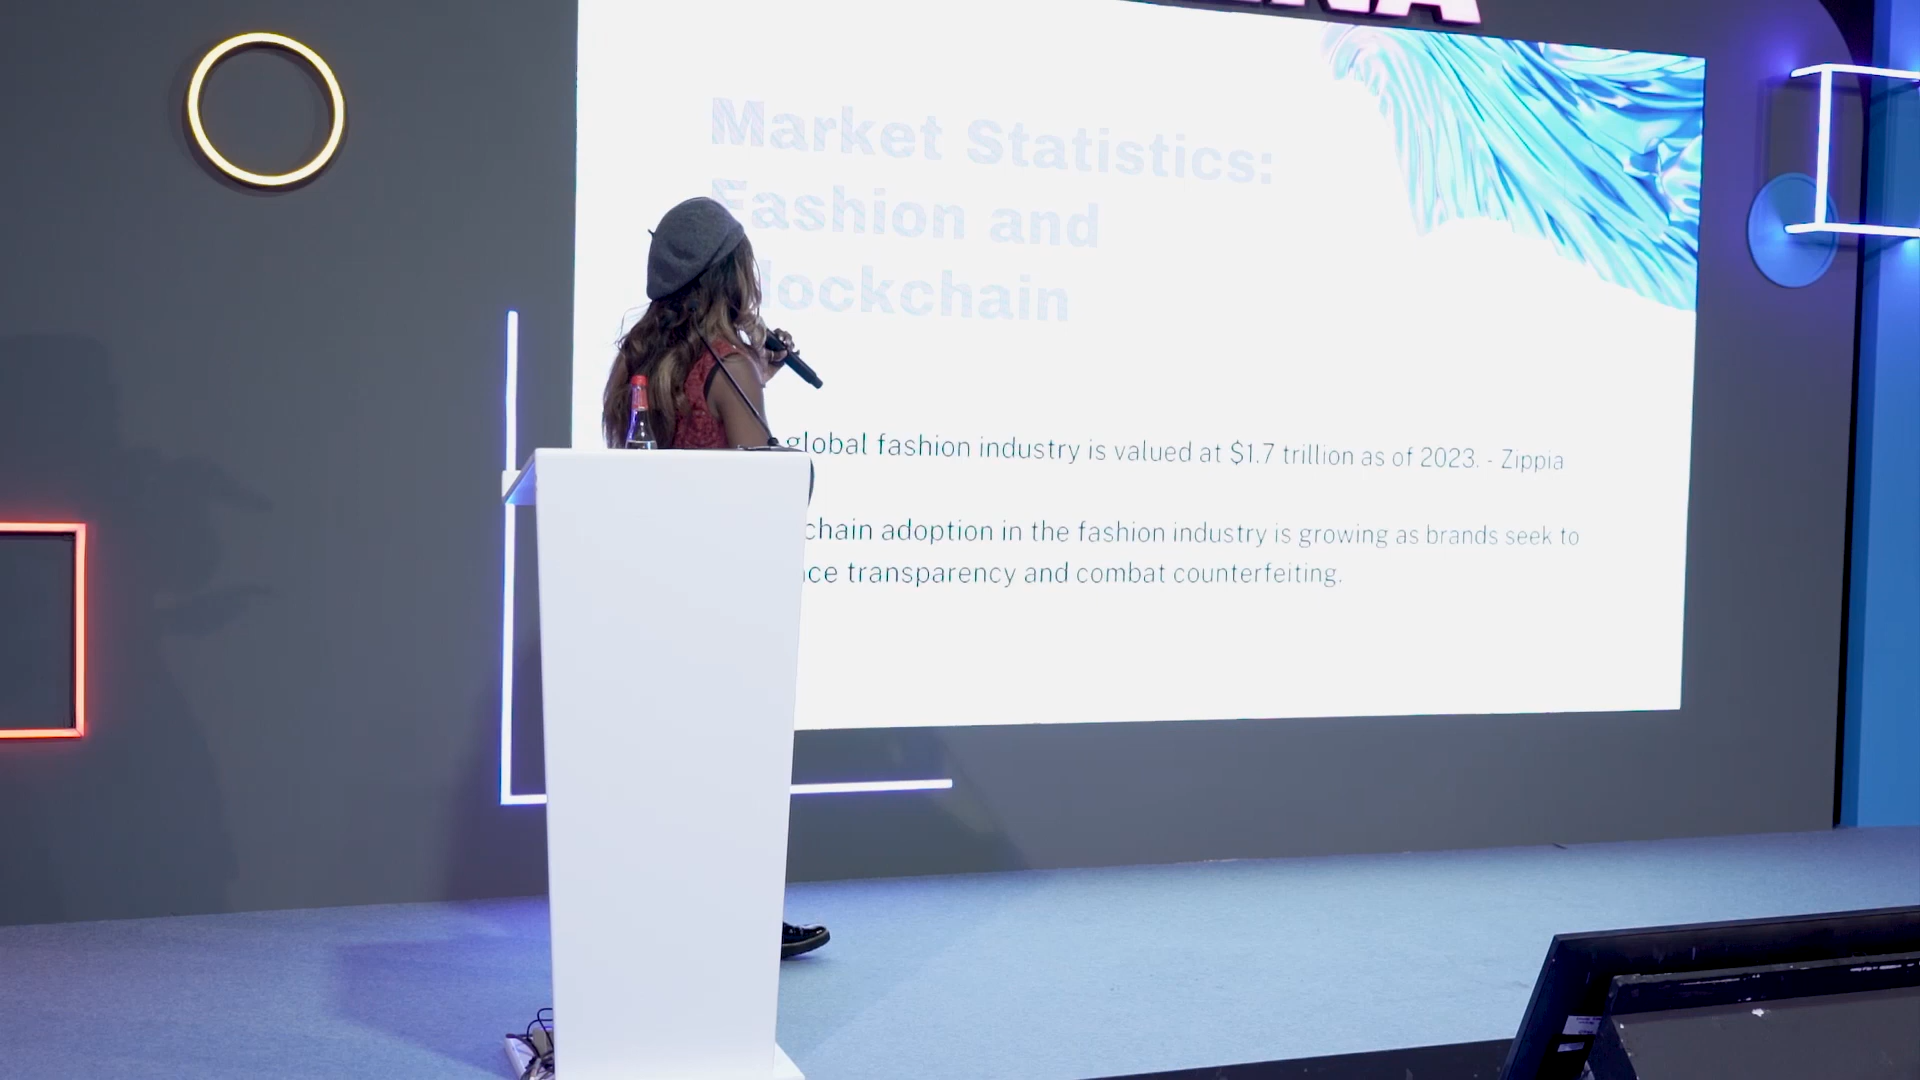 Market Statistics:
Fashion and
lockchain
global fashion industry is valued at $1.7 trillion as of 2023. - Zippia
chain adoption in the fashion industry is growing as brands seek to
ce transparency and combat counterfeiting.